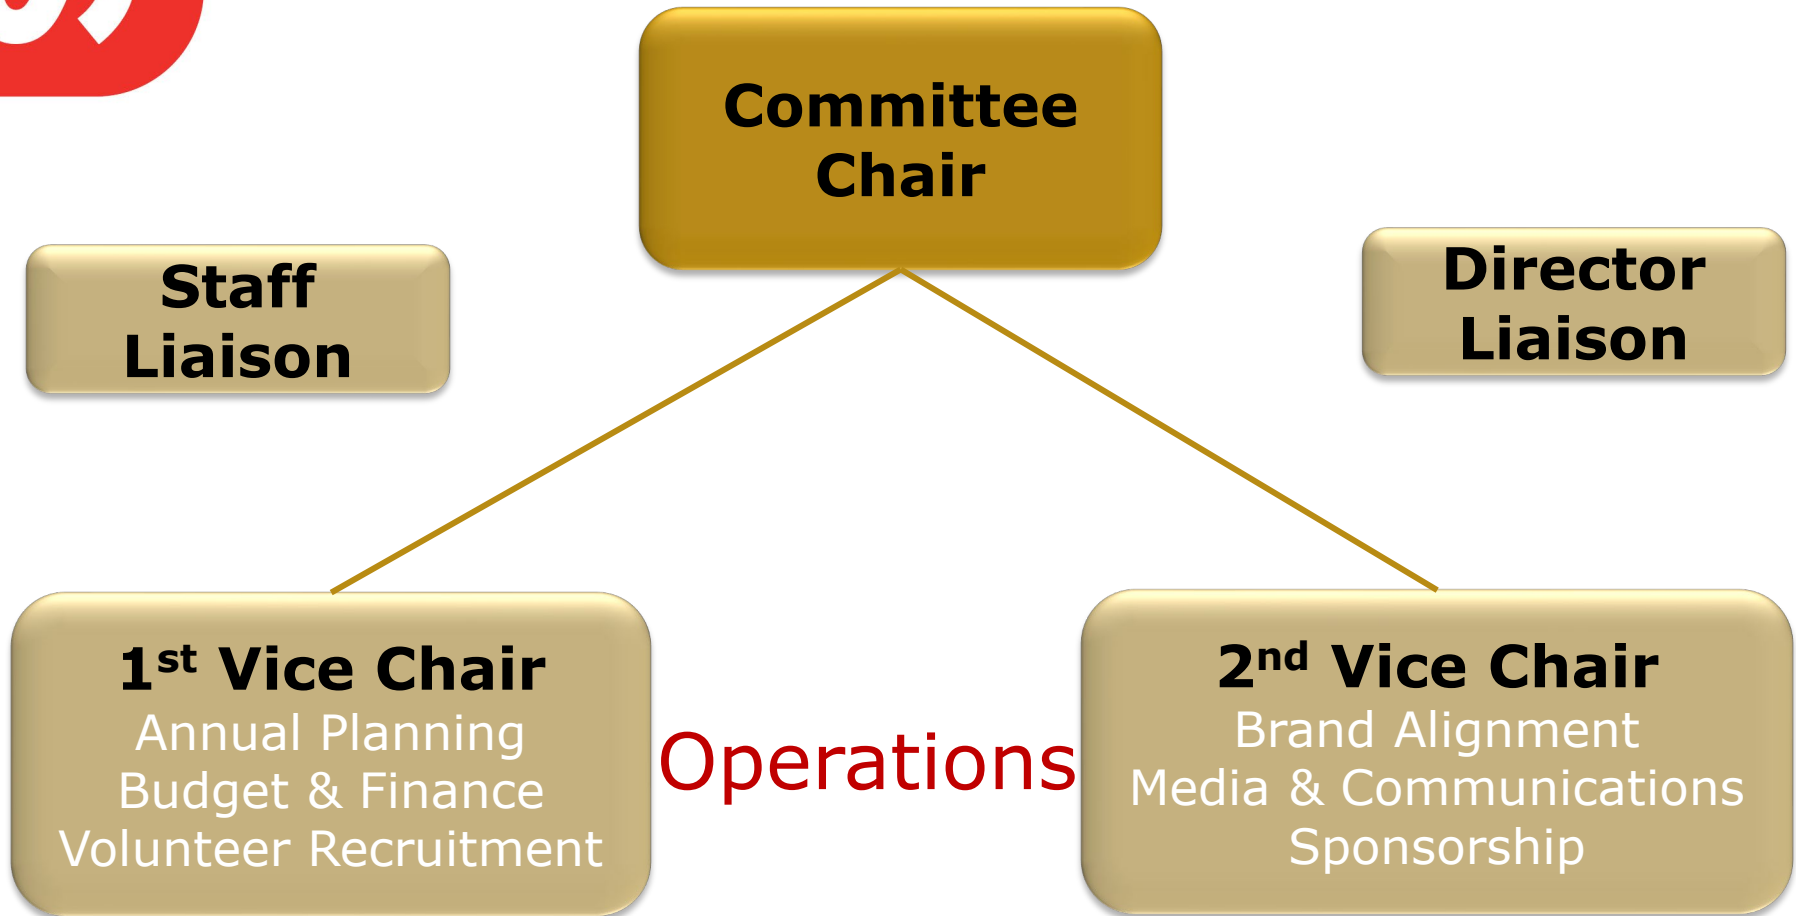 Committee
Chair
Staff
Liaison
Director
Liaison
1st Vice Chair
Annual Planning
Budget & Finance
Volunteer Recruitment
Operations
2nd Vice Chair
Brand Alignment
Media & Communications
Sponsorship